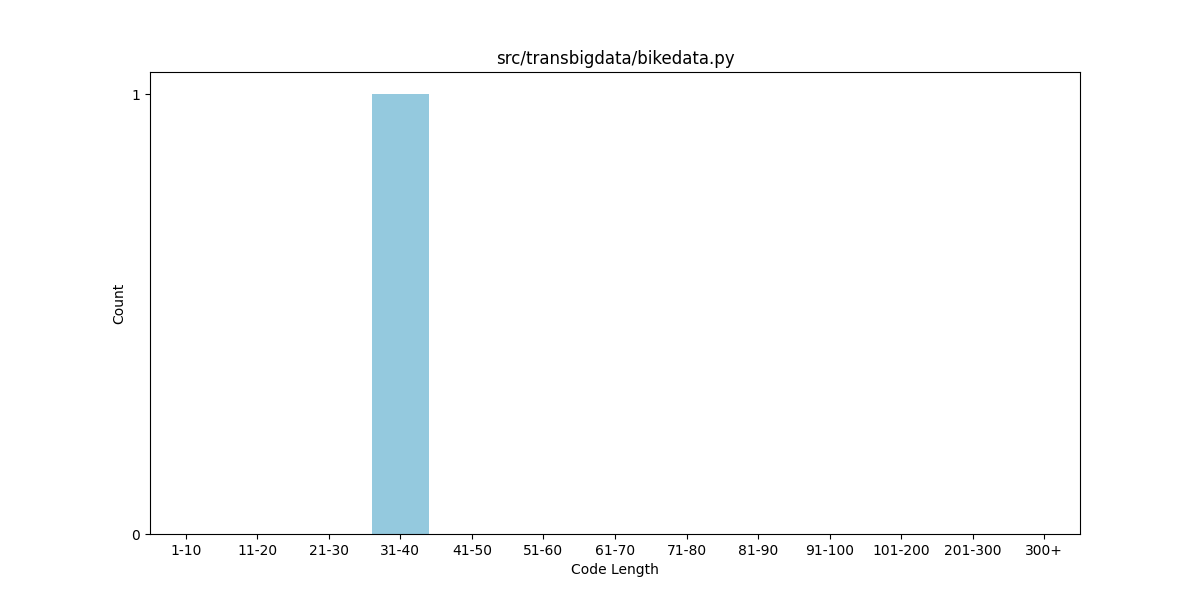 src/transbigdata/bikedata.py
1
Count
0
1-10 11-20 21-30 31-40 41-50 51-60 61-70 71-80 81-90 91-100 101-200 201-300 300+
Code Length